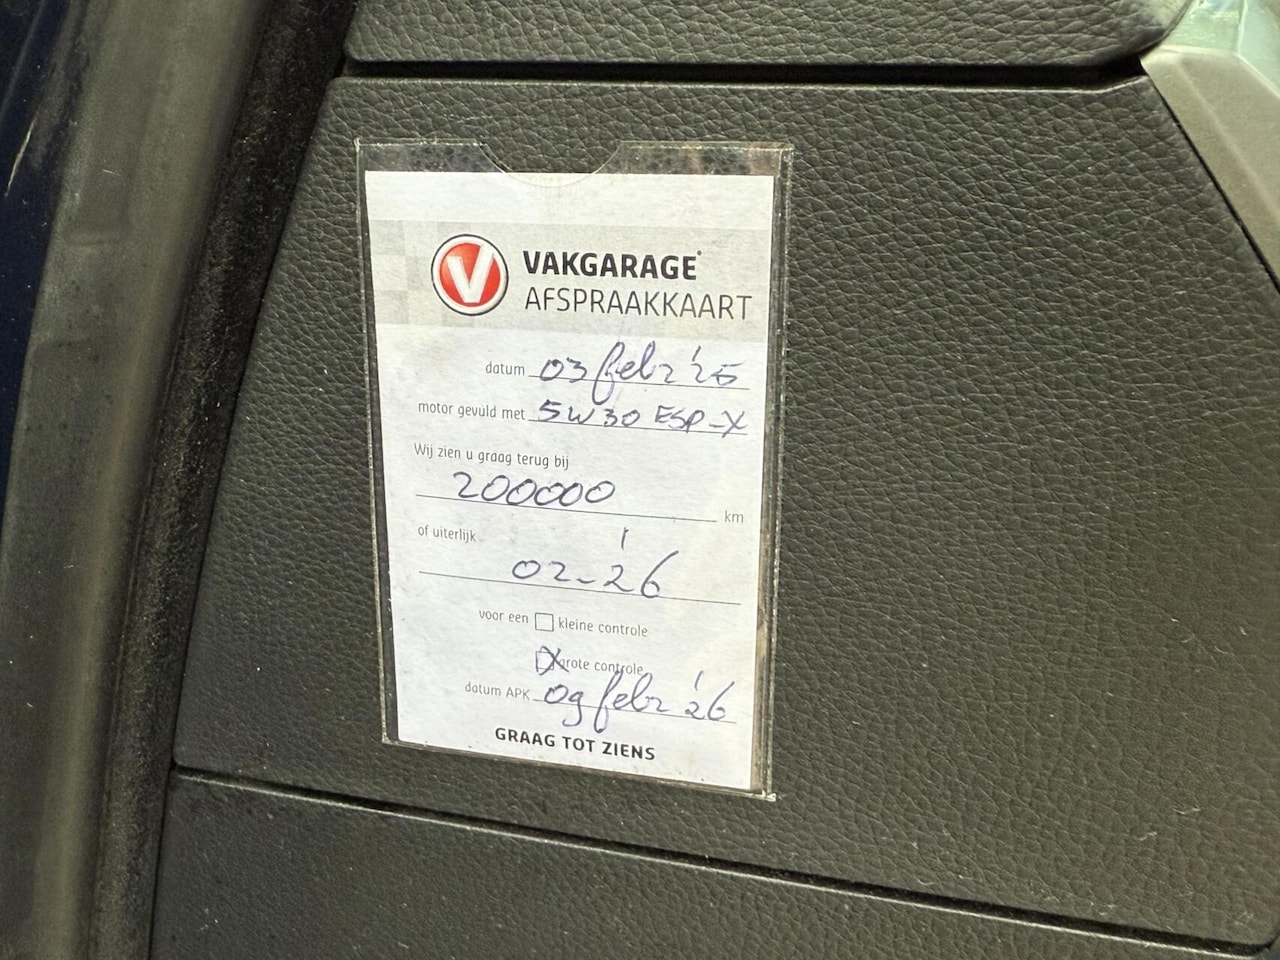 V VAKGARAGE®
AFSPRAAKKAART
datum 03 febr '25
motor gevuld met 5W30 ESP-X
Wij zien u graag terug bij
200000 km
of uiterlijk
02-'26
voor een kleine controle
grote controle
datum APK 09 febr '26
GRAAG TOT ZIENS